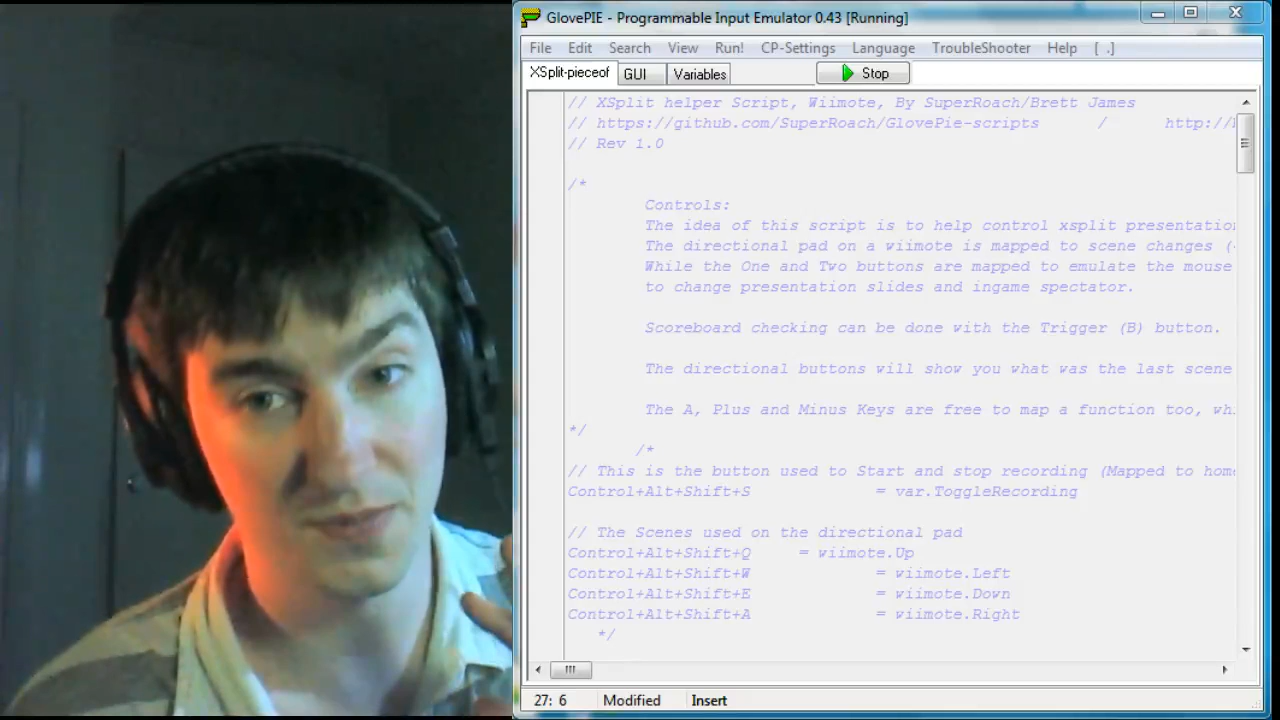 GlovePIE - Programmable Input Emulator 0.43 [Running]
File Edit Search View Run! CP-Settings Language TroubleShooter Help [ .]
XSplit-pieceof GUI Variables Stop
// XSplit helper Script, Wiimote, By SuperRoach/Brett James
// https://github.com/SuperRoach/GlovePie-scripts / http://
// Rev 1.0
/*
Controls:
The idea of this script is to help control xsplit presentation
The directional pad on a wiimote is mapped to scene changes (
While the One and Two buttons are mapped to emulate the mouse
to change presentation slides and ingame spectator.
Scoreboard checking can be done with the Trigger (B) button.
The directional buttons will show you what was the last scene
The A, Plus and Minus Keys are free to map a function too, whi
*/
/*
// This is the button used to Start and stop recording (Mapped to home
Control+Alt+Shift+S = var.ToggleRecording
// The Scenes used on the directional pad
Control+Alt+Shift+Q = wiimote.Up
Control+Alt+Shift+W = wiimote.Left
Control+Alt+Shift+E = wiimote.Down
Control+Alt+Shift+A = wiimote.Right
*/
27: 6 Modified Insert